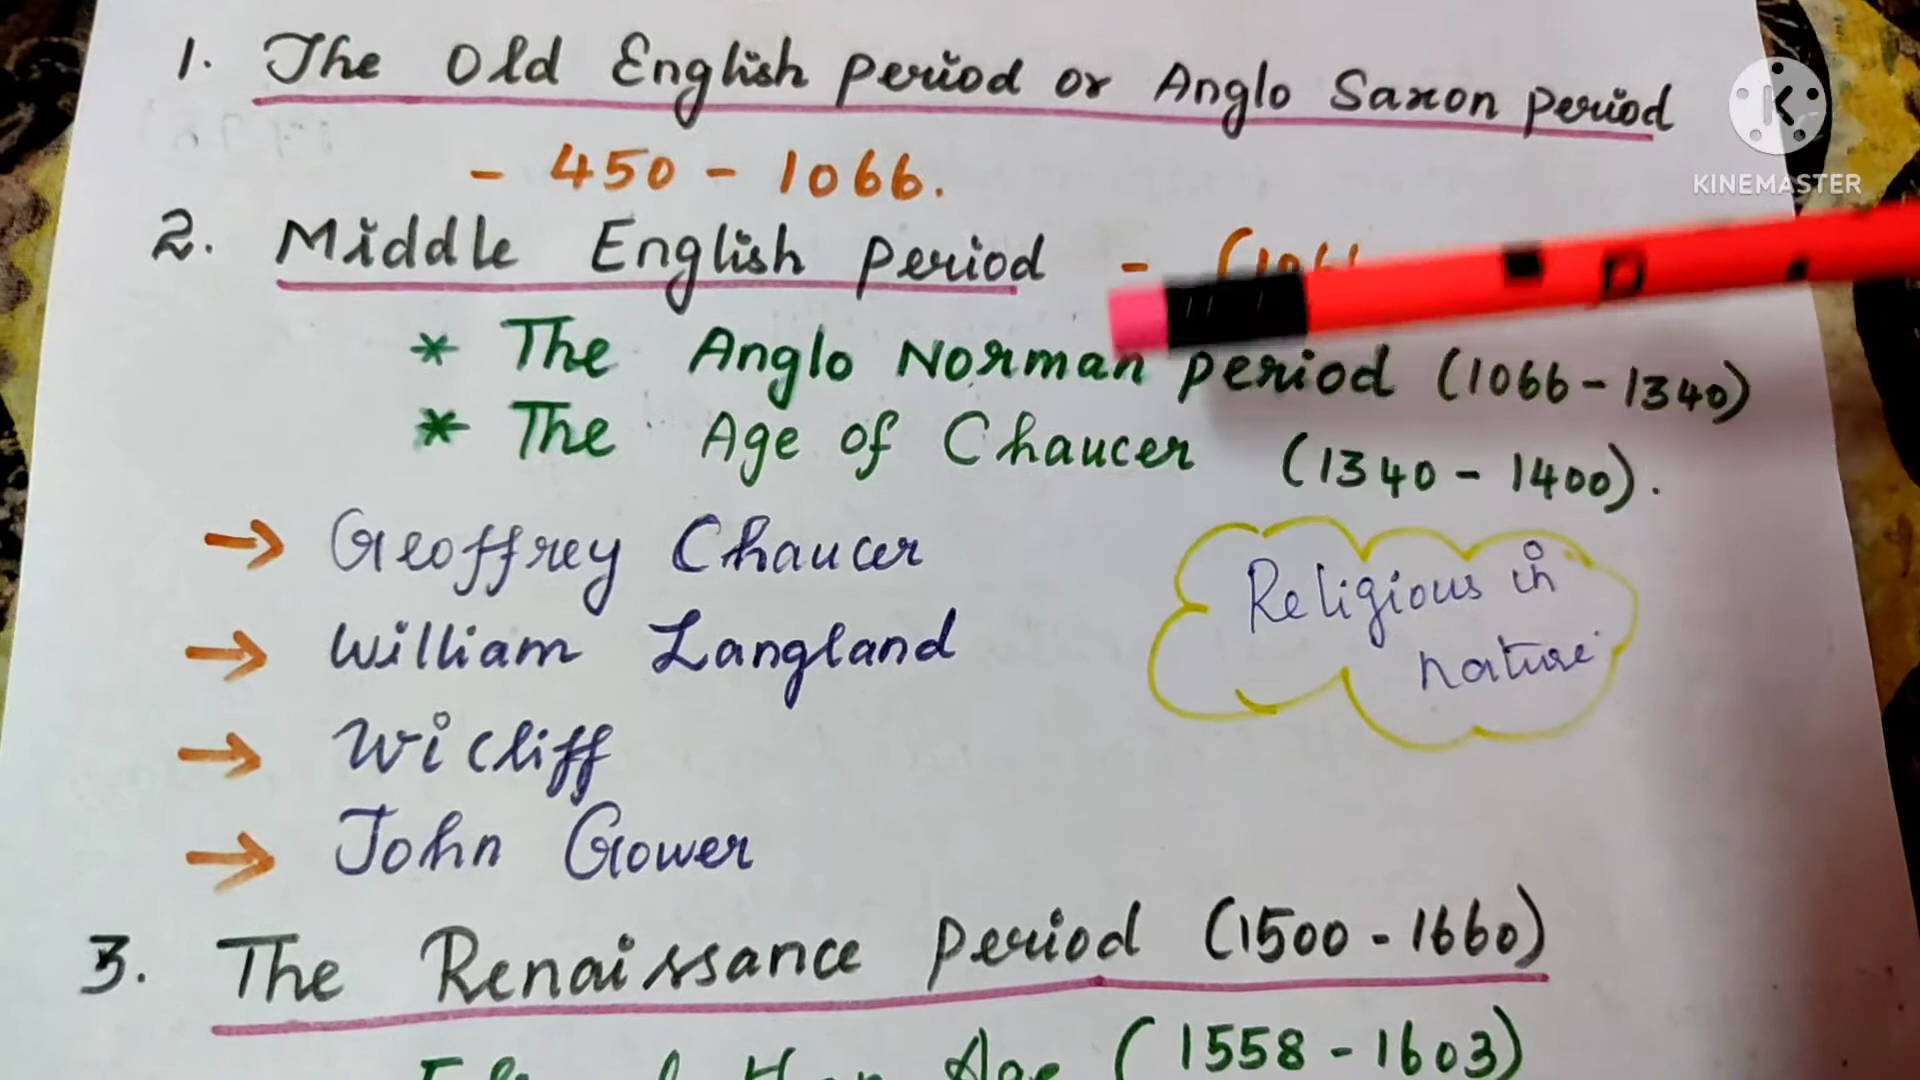 1. The Old English Period or Anglo Saxon Period
- 450 - 1066.
2. Middle English Period - (1066
* The Anglo Norman Period (1066 - 1340)
* The Age of Chaucer (1340 - 1400).
→ Geoffrey Chaucer
→ William Langland
→ Wicliff
→ John Gower
Religious in
nature
3. The Renaissance Period (1500 - 1660)
Age (1558 - 1603)
KINEMASTER